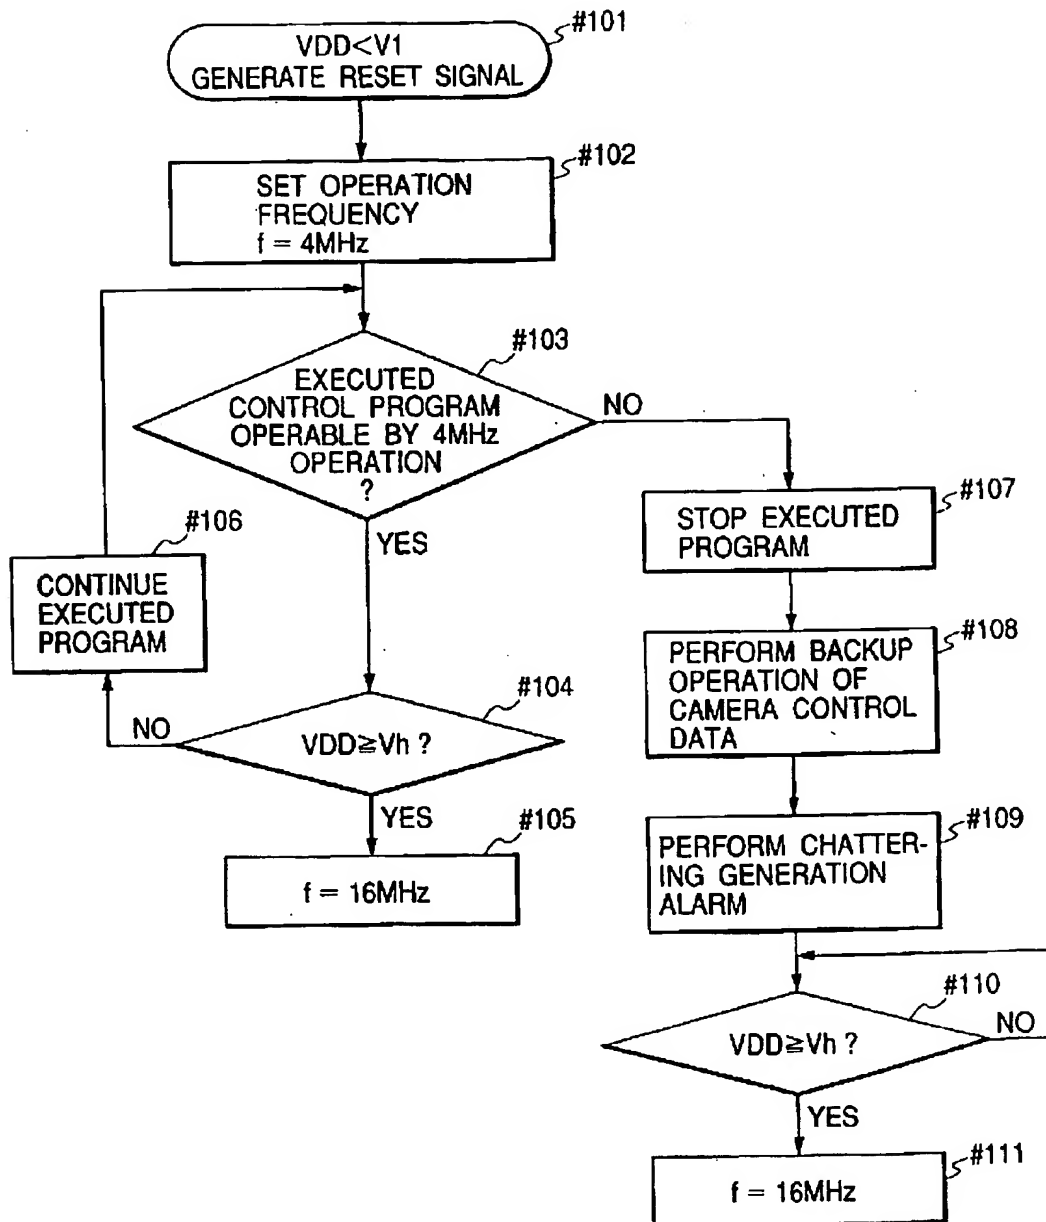 #101
VDD<V1
GENERATE RESET SIGNAL
#102
SET OPERATION
FREQUENCY
f = 4MHz
#103
EXECUTED
CONTROL PROGRAM
OPERABLE BY 4MHz
OPERATION
?
NO
YES
#106
CONTINUE
EXECUTED
PROGRAM
#104
VDD≧Vh ?
NO
YES
#105
f = 16MHz
#107
STOP EXECUTED
PROGRAM
#108
PERFORM BACKUP
OPERATION OF
CAMERA CONTROL
DATA
#109
PERFORM CHATTER-
ING GENERATION
ALARM
#110
VDD≧Vh ?
NO
YES
#111
f = 16MHz